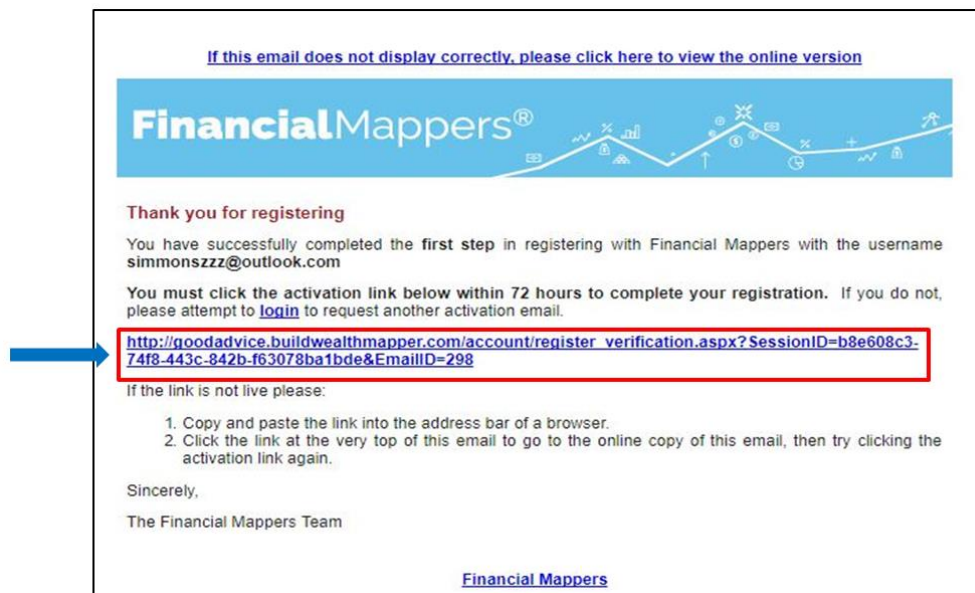 If this email does not display correctly, please click here to view the online version
FinancialMappers®
Thank you for registering
You have successfully completed the first step in registering with Financial Mappers with the username
simmonszzz@outlook.com
You must click the activation link below within 72 hours to complete your registration. If you do not,
please attempt to login to request another activation email.
http://goodadvice.buildwealthmapper.com/account/register_verification.aspx?SessionID=b8e608c3-
74f8-443c-842b-f63078ba1bde&EmailID=298
If the link is not live please:
1. Copy and paste the link into the address bar of a browser.
2. Click the link at the very top of this email to go to the online copy of this email, then try clicking the
activation link again.
Sincerely,
The Financial Mappers Team
Financial Mappers